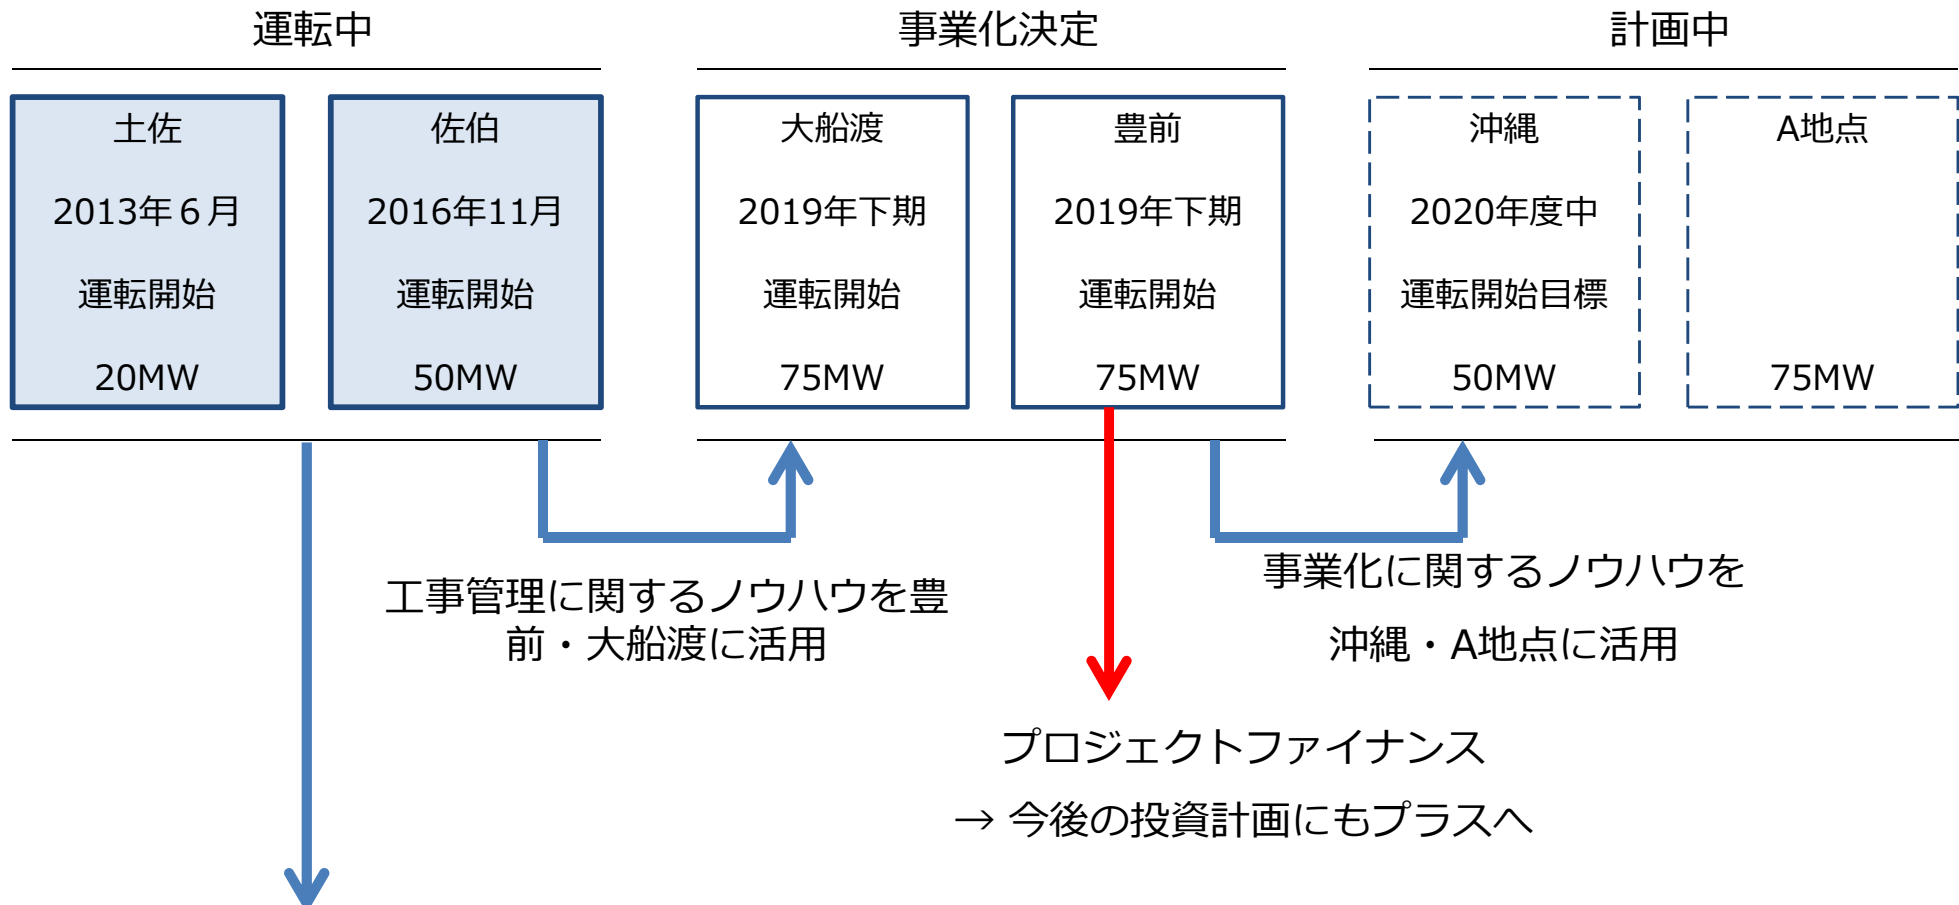 運転中
事業化決定
計画中
土佐
2013年６月
運転開始
20MW
佐伯
2016年11月
運転開始
50MW
大船渡
2019年下期
運転開始
75MW
豊前
2019年下期
運転開始
75MW
沖縄
2020年度中
運転開始目標
50MW
A地点
75MW
工事管理に関するノウハウを豊
前・大船渡に活用
事業化に関するノウハウを
沖縄・A地点に活用
プロジェクトファイナンス
→ 今後の投資計画にもプラスへ